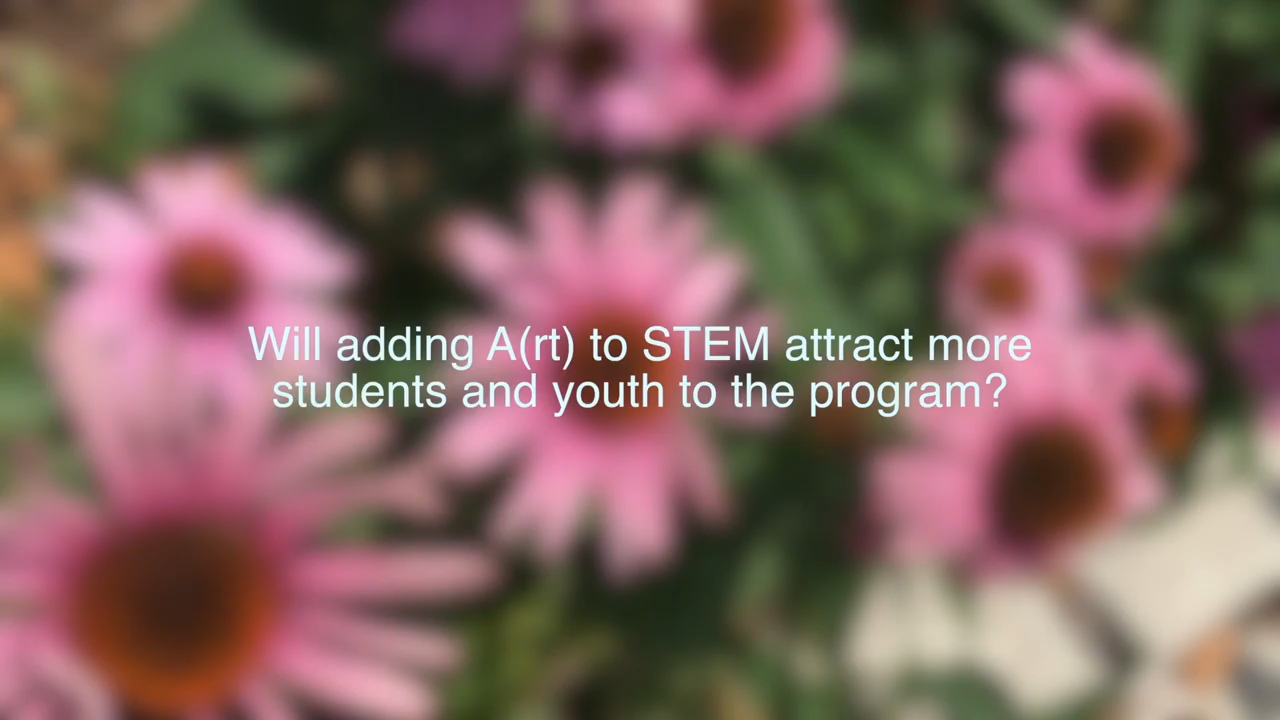 Will adding A(rt) to STEM attract more
students and youth to the program?